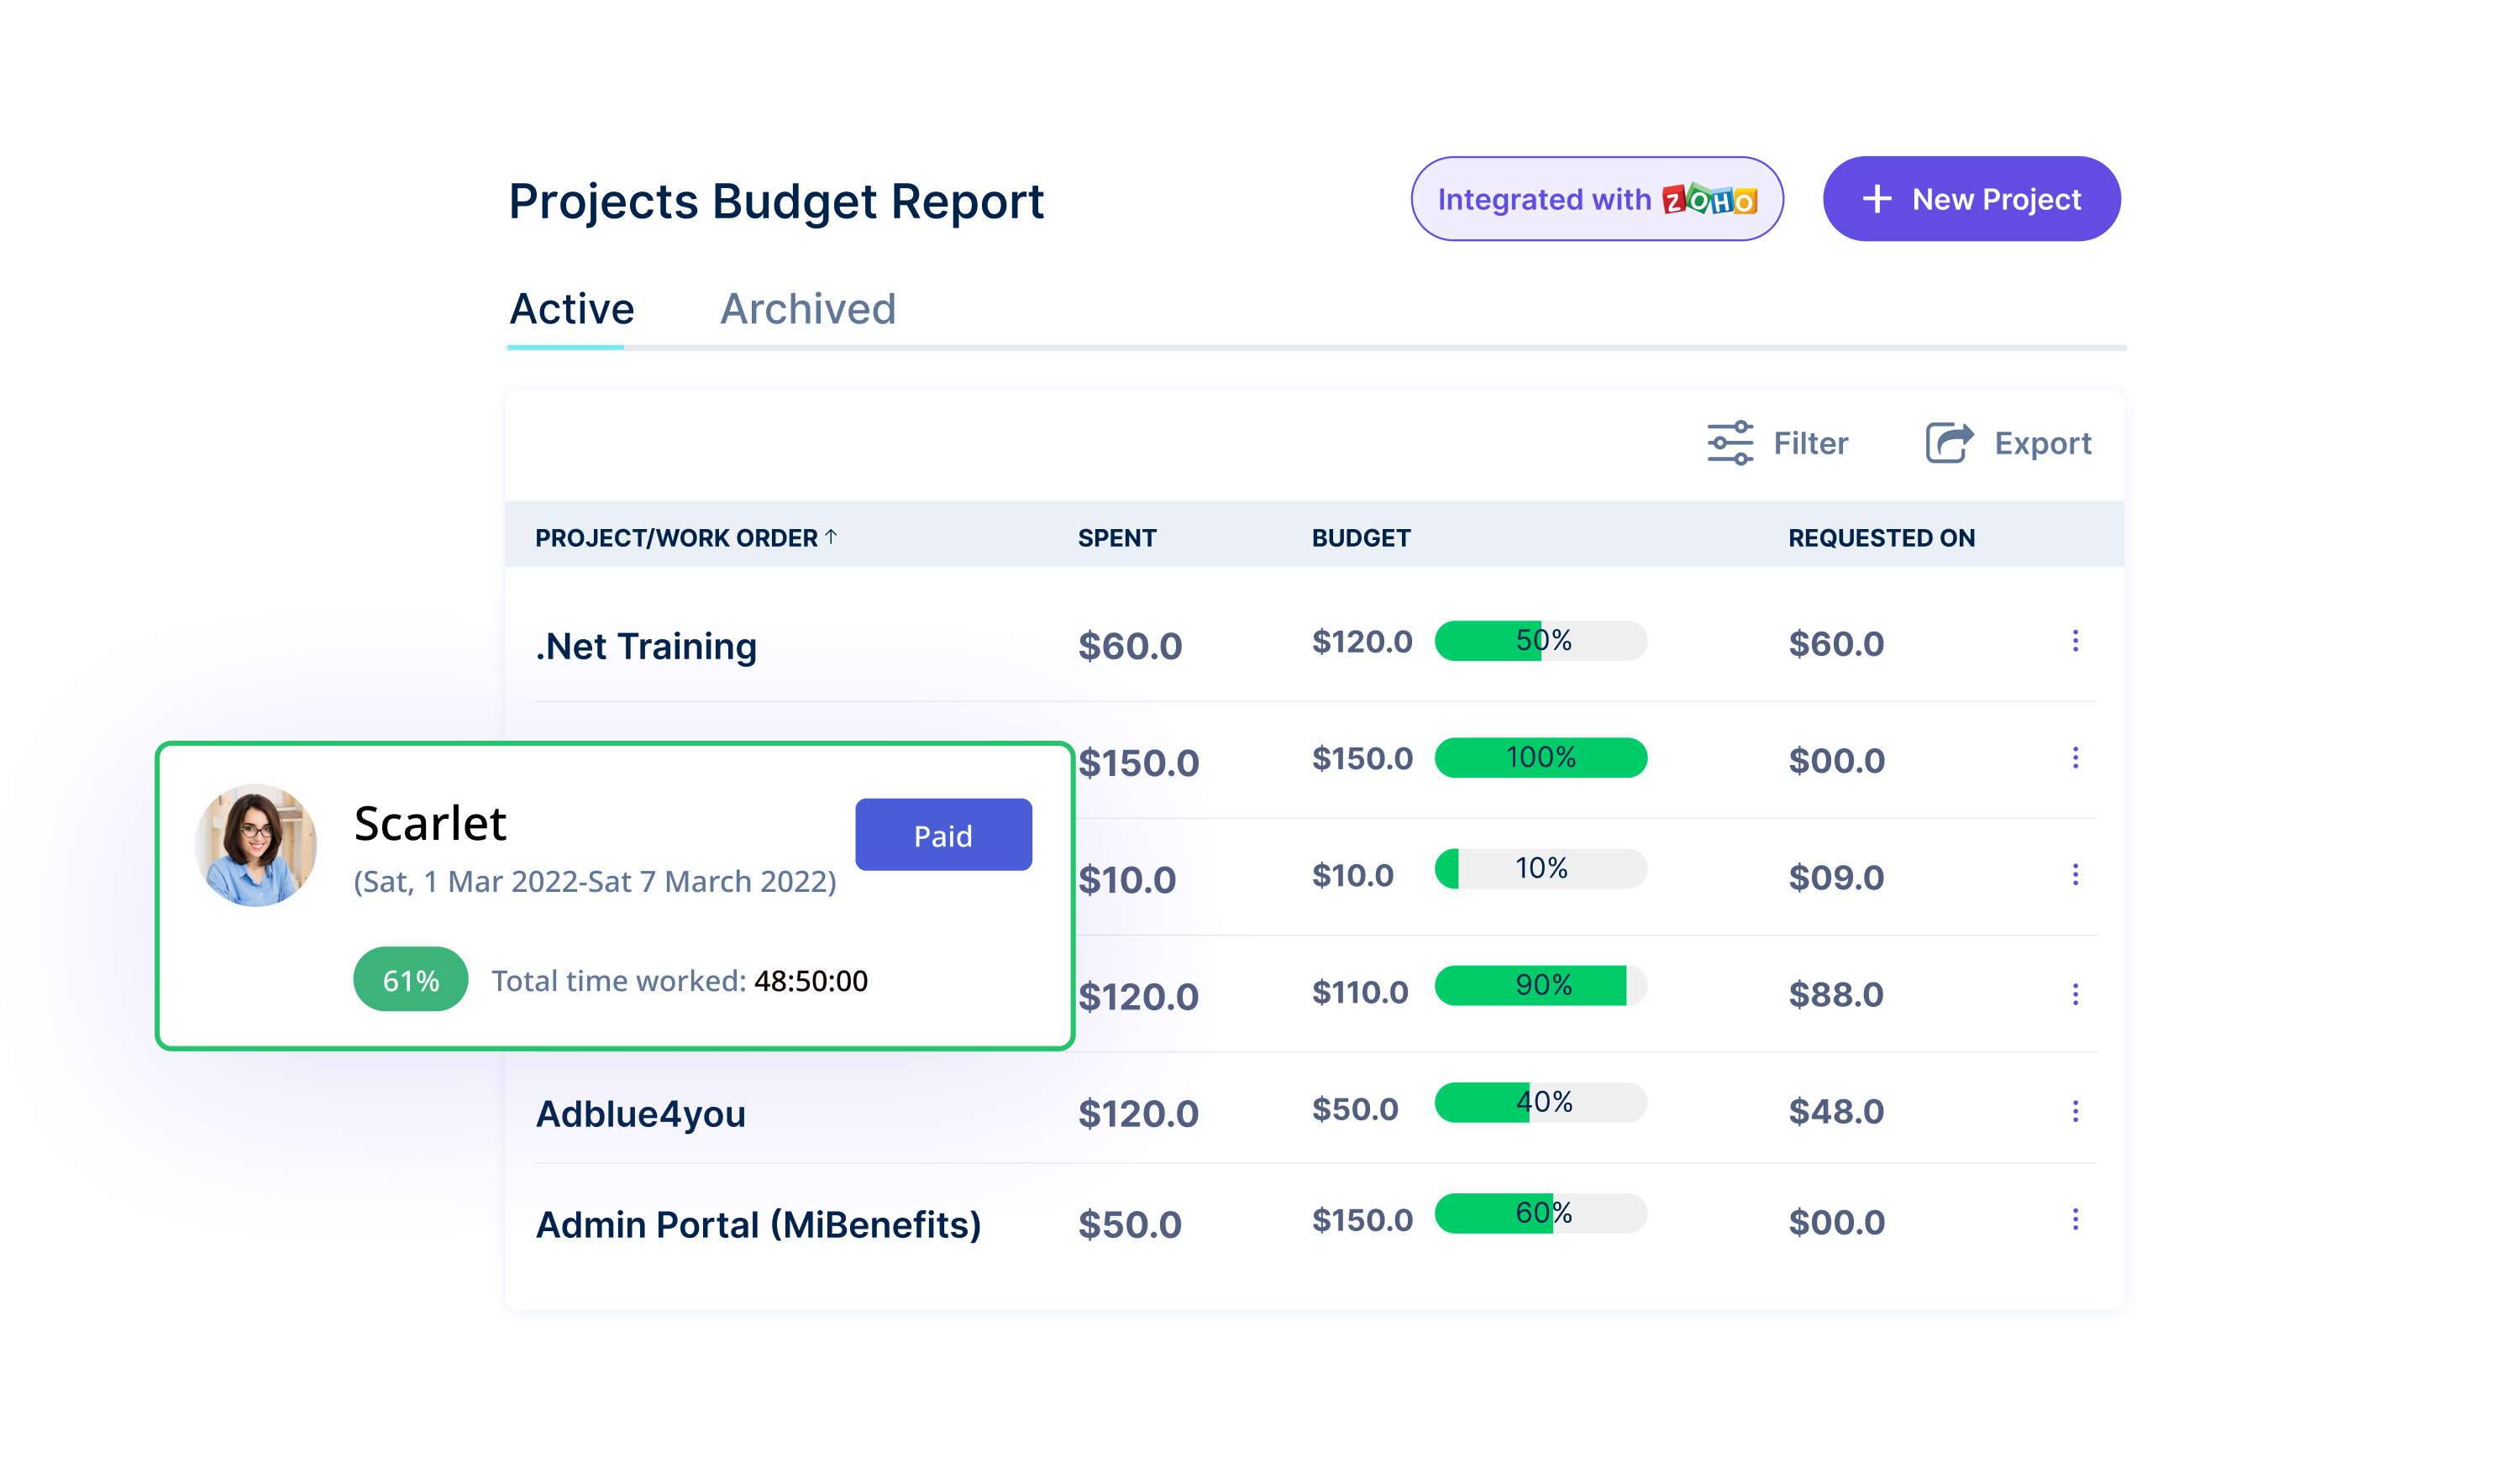 Projects Budget Report
Integrated with ZOHO
+ New Project
Active Archived
Filter Export
PROJECT/WORK ORDER ↑ SPENT BUDGET REQUESTED ON
.Net Training $60.0 $120.0 50% $60.0
$150.0 $150.0 100% $00.0
$10.0 $10.0 10% $09.0
$120.0 $110.0 90% $88.0
Scarlet
Paid
(Sat, 1 Mar 2022-Sat 7 March 2022)
61% Total time worked: 48:50:00
Adblue4you $120.0 $50.0 40% $48.0
Admin Portal (MiBenefits) $50.0 $150.0 60% $00.0